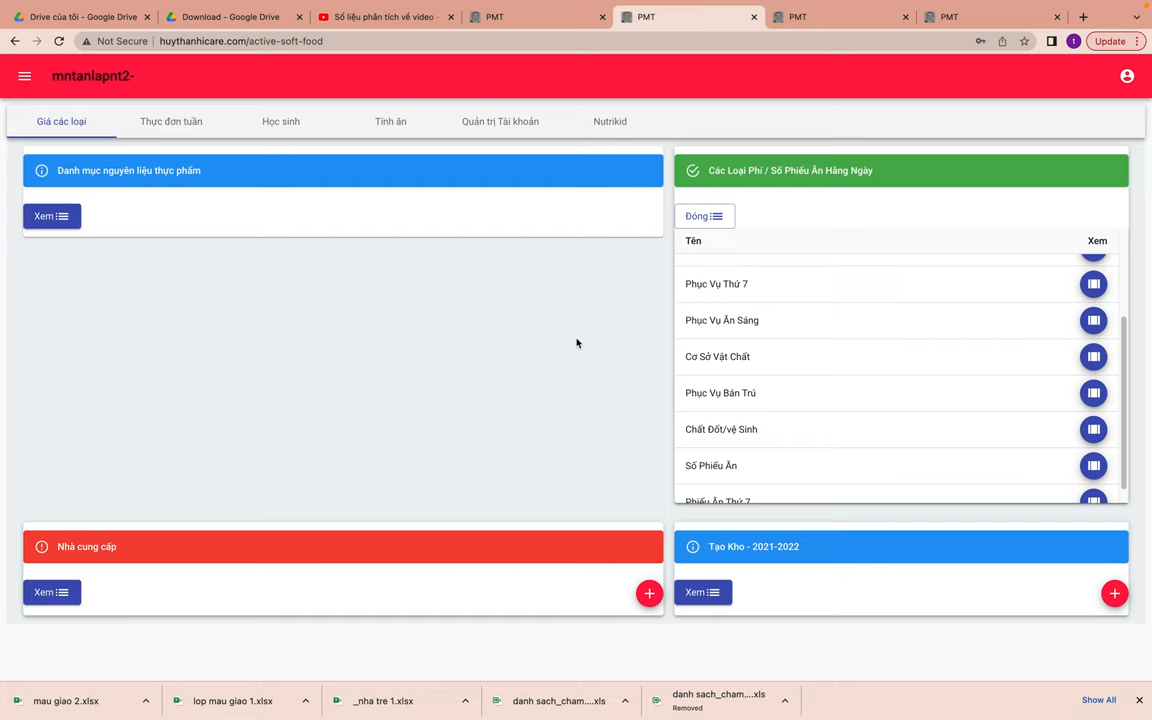 Drive của tôi - Google Drive
Download - Google Drive
Số liệu phân tích về video -
PMT
PMT
PMT
PMT
Not Secure
huythanhicare.com/active-soft-food
t
Update
mntanlapnt2-
Giá các loại
Thực đơn tuần
Học sinh
Tính ăn
Quản trị Tài khoản
Nutrikid
Danh mục nguyên liệu thực phẩm
Xem
Các Loại Phí / Số Phiếu Ăn Hằng Ngày
Đóng
Tên Xem
Phục Vụ Thứ 7
Phục Vụ Ăn Sáng
Cơ Sở Vật Chất
Phục Vụ Bán Trú
Chất Đốt/vệ Sinh
Số Phiếu Ăn
Phiếu Ăn Thứ 7
Nhà cung cấp
Xem
Tạo Kho - 2021-2022
Xem
mau giao 2.xlsx
lop mau giao 1.xlsx
_nha tre 1.xlsx
danh sach_cham....xls
danh sach_cham....xls
Removed
Show All